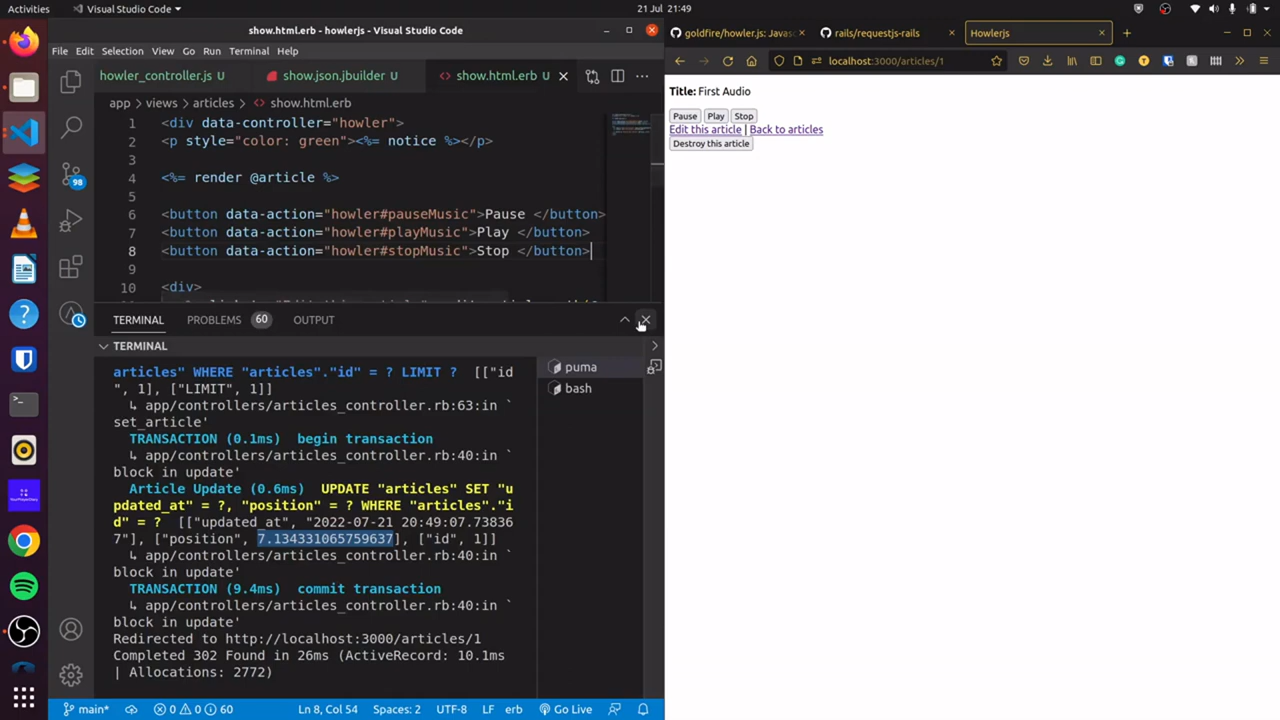 Activities
Visual Studio Code
21 Jul 21:49
show.html.erb - howlerjs - Visual Studio Code
File Edit Selection View Go Run Terminal Help
howler_controller.js U
show.json.jbuilder U
show.html.erb U
app > views > articles > show.html.erb
1 <div data-controller="howler">
2 <p style="color: green"><%= notice %></p>
3
4 <%= render @article %>
5
6 <button data-action="howler#pauseMusic">Pause </button>
7 <button data-action="howler#playMusic">Play </button>
8 <button data-action="howler#stopMusic">Stop </button>
9
10 <div>
98
TERMINAL PROBLEMS 60 OUTPUT
TERMINAL
puma
bash
articles" WHERE "articles"."id" = ? LIMIT ? [["id
", 1], ["LIMIT", 1]]
↳ app/controllers/articles_controller.rb:63:in `
set_article'
TRANSACTION (0.1ms) begin transaction
↳ app/controllers/articles_controller.rb:40:in `
block in update'
Article Update (0.6ms) UPDATE "articles" SET "u
pdated_at" = ?, "position" = ? WHERE "articles"."i
d" = ? [["updated_at", "2022-07-21 20:49:07.73836
7"], ["position", 7.134331065759637], ["id", 1]]
↳ app/controllers/articles_controller.rb:40:in `
block in update'
TRANSACTION (9.4ms) commit transaction
↳ app/controllers/articles_controller.rb:40:in `
block in update'
Redirected to http://localhost:3000/articles/1
Completed 302 Found in 26ms (ActiveRecord: 10.1ms
| Allocations: 2772)
main* 0 0 60 Ln 8, Col 54 Spaces: 2 UTF-8 LF erb Go Live
goldfire/howler.js: Javasc
rails/requestjs-rails
Howlerjs
localhost:3000/articles/1
Title: First Audio
Pause Play Stop
Edit this article | Back to articles
Destroy this article